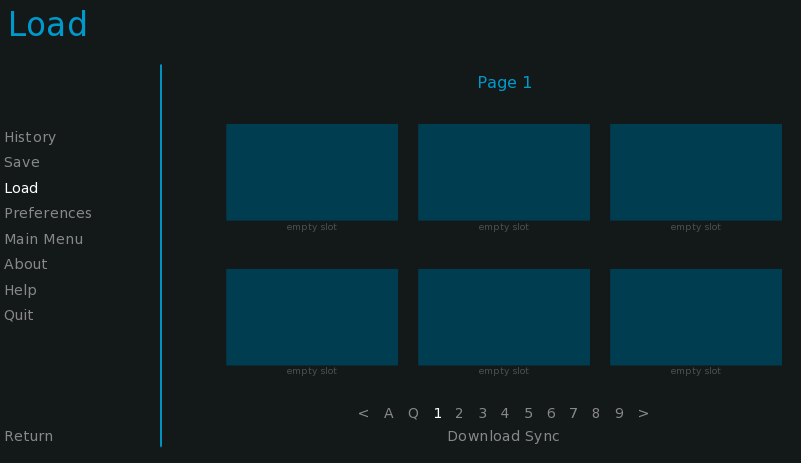 Load
Page 1
History
Save
Load
Preferences
Main Menu
About
Help
Quit
empty slot empty slot empty slot
empty slot empty slot empty slot
< A Q 1 2 3 4 5 6 7 8 9 >
Return
Download Sync